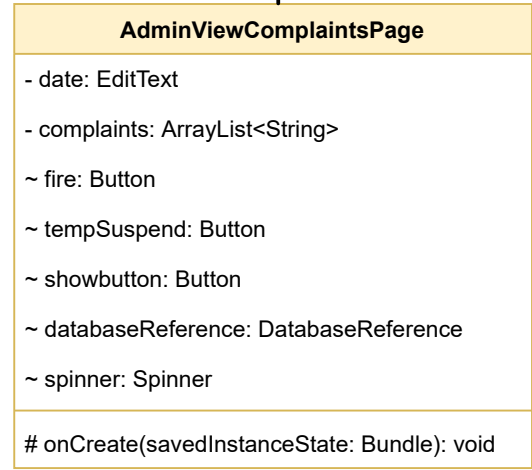 AdminViewComplaintsPage
- date: EditText
- complaints: ArrayList<String>
~ fire: Button
~ tempSuspend: Button
~ showbutton: Button
~ databaseReference: DatabaseReference
~ spinner: Spinner
# onCreate(savedInstanceState: Bundle): void